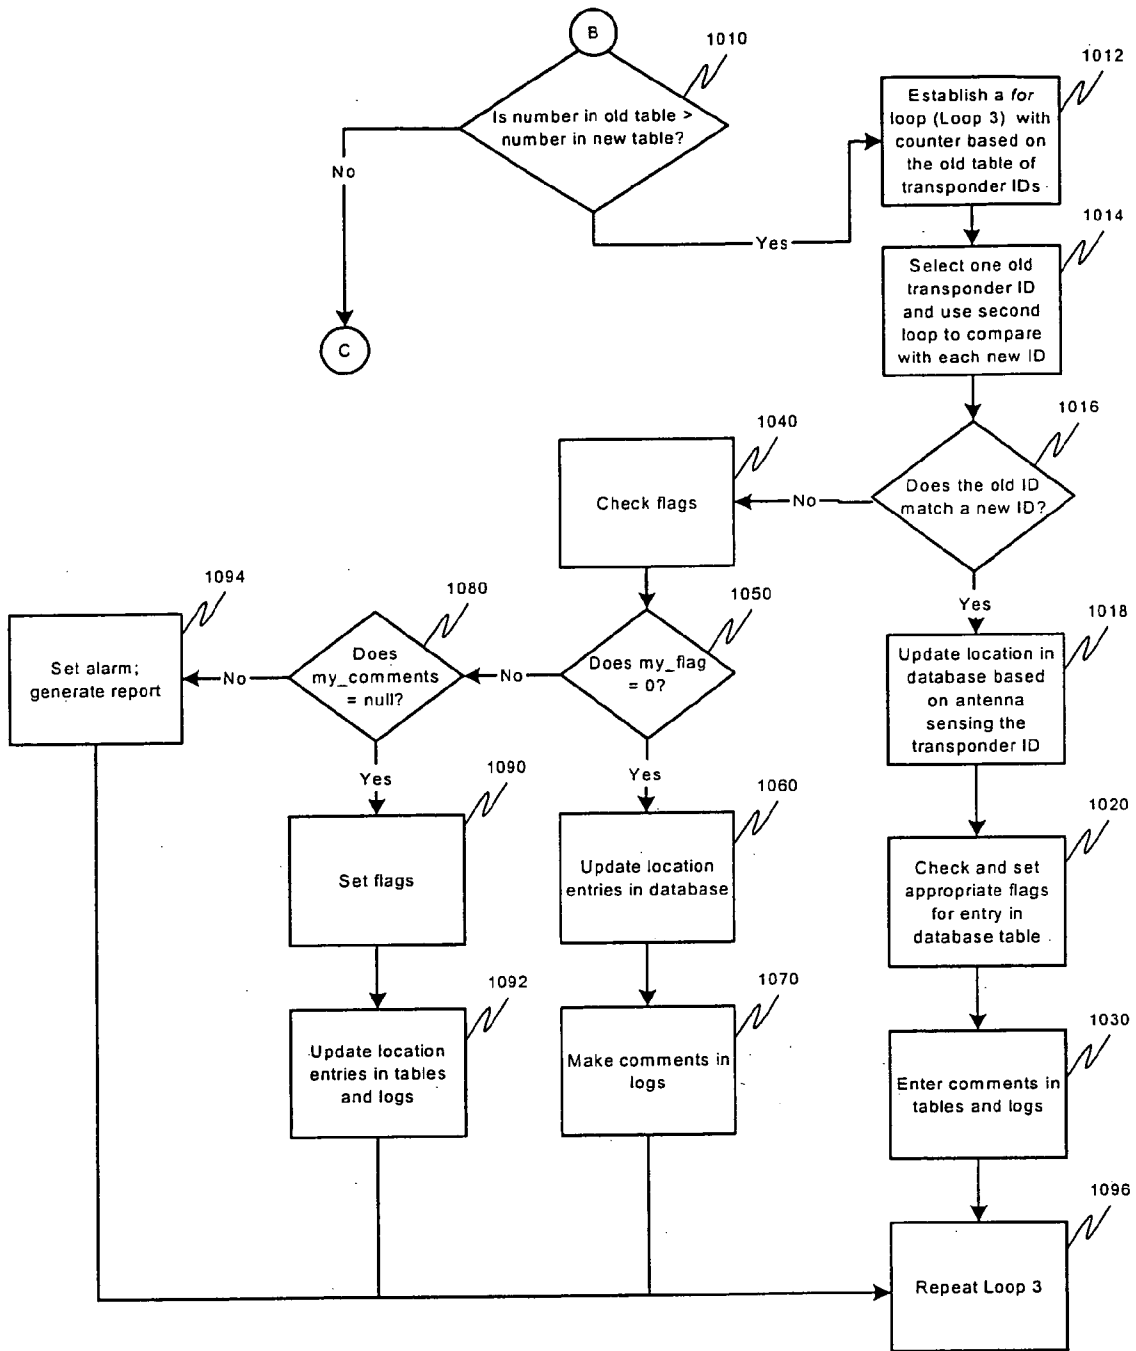 B
1010
Is number in old table >
number in new table?
No
Yes
C
1012
Establish a for
loop (Loop 3) with
counter based on
the old table of
transponder IDs
1014
Select one old
transponder ID
and use second
loop to compare
with each new ID
1016
Does the old ID
match a new ID?
No
Yes
1040
Check flags
1050
Does my_flag
= 0?
No
Yes
1080
Does
my_comments
= null?
No
Yes
1094
Set alarm;
generate report
1018
Update location in
database based
on antenna
sensing the
transponder ID
1090
Set flags
1060
Update location
entries in database
1020
Check and set
appropriate flags
for entry in
database table
1092
Update location
entries in tables
and logs
1070
Make comments in
logs
1030
Enter comments in
tables and logs
1096
Repeat Loop 3